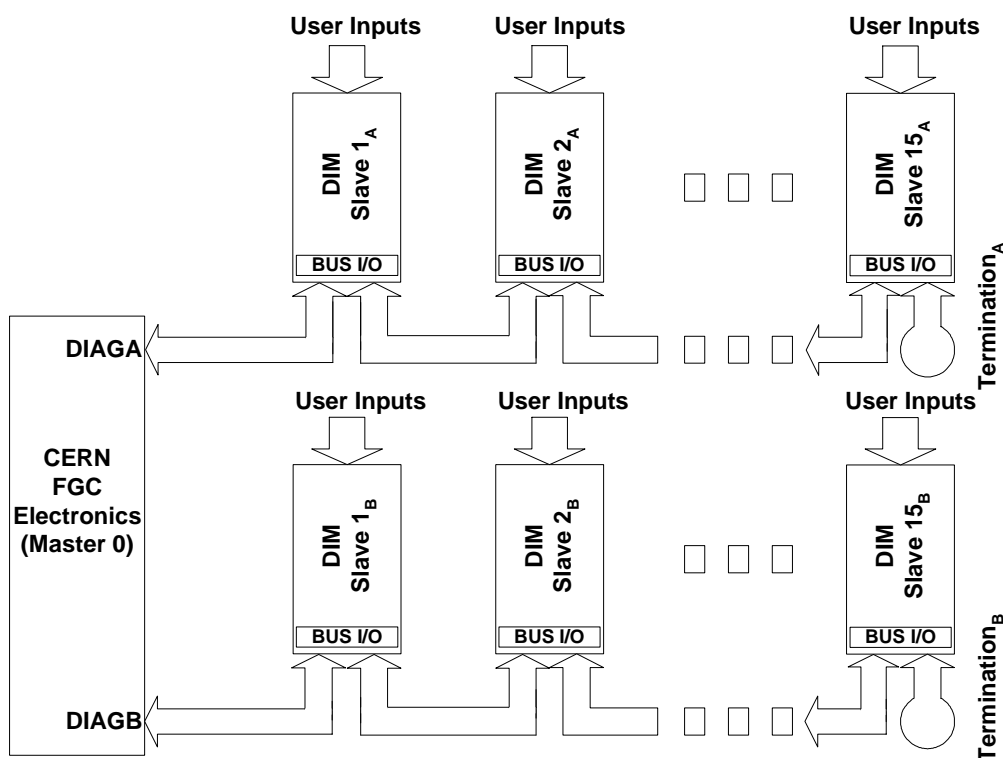 User Inputs
User Inputs
User Inputs
DIM
Slave 1A
DIM
Slave 2A
DIM
Slave 15A
BUS I/O
BUS I/O
BUS I/O
TerminationA
DIAGA
User Inputs
User Inputs
User Inputs
CERN
FGC
Electronics
(Master 0)
DIM
Slave 1B
DIM
Slave 2B
DIM
Slave 15B
BUS I/O
BUS I/O
BUS I/O
TerminationB
DIAGB